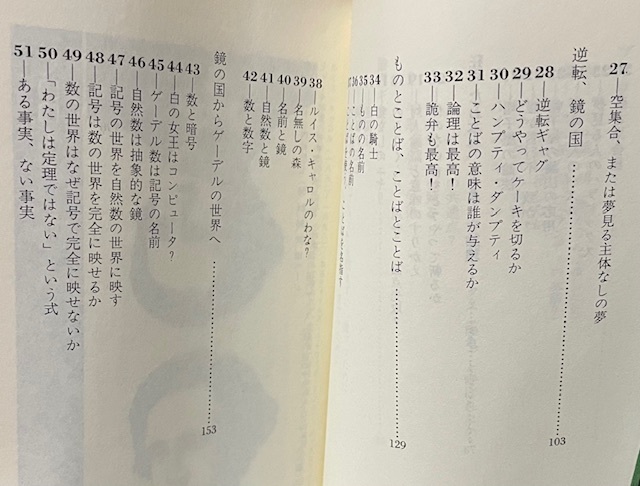 27—空集合、または夢見る主体なしの夢
逆転、鏡の国……103
28—逆転ギャグ
29—どうやってケーキを切るか
30—ハンプティ・ダンプティ
31—ことばの意味は誰が与えるか
32—論理は最高！
33—詭弁も最高！
ものとことば、ことばとことば……129
34—白の騎士
35—ものの名前
36—ことばの名前
38—ルイス・キャロルのわな？
39—名無しの森
40—名前と鏡
41—自然数と鏡
42—数と数字
鏡の国からゲーデルの世界へ……153
43—数と暗号
44—白の女王はコンピュータ？
45—ゲーデル数は記号の名前
46—自然数は抽象的な鏡
47—記号の世界を自然数の世界に映す
48—記号は数の世界を完全に映せるか
49—数の世界はなぜ記号で完全に映せないか
50—「わたしは定理ではない」という式
51—ある事実、ない事実